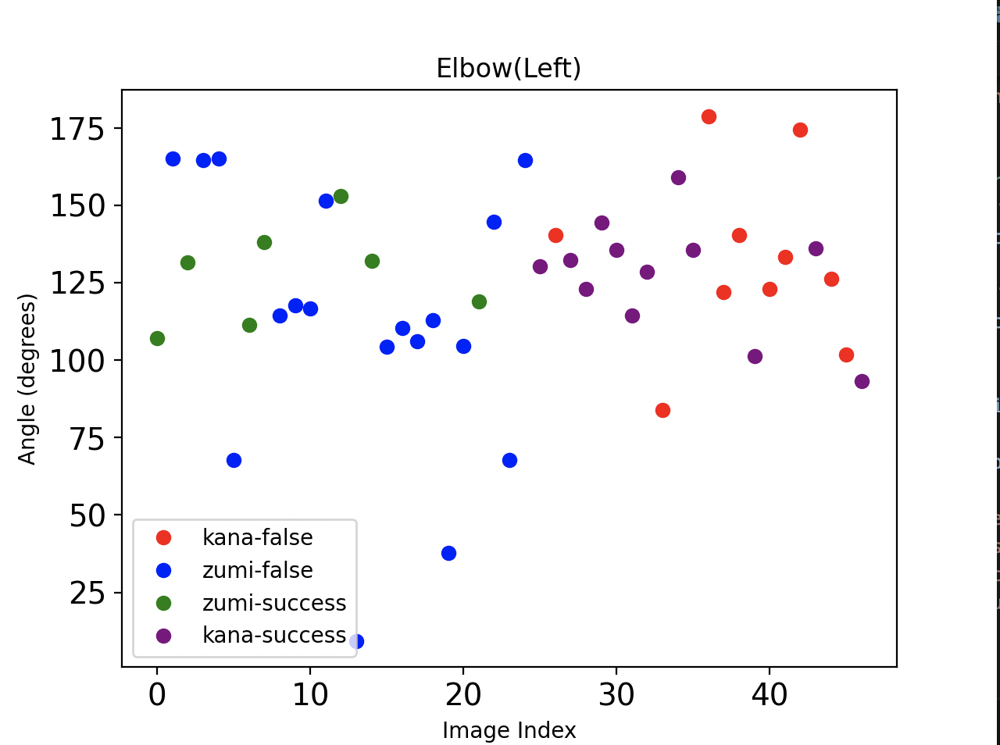 Elbow(Left)
175
150
125
100
75
50
25
Angle (degrees)
kana-false
zumi-false
zumi-success
kana-success
0 10 20 30 40
Image Index